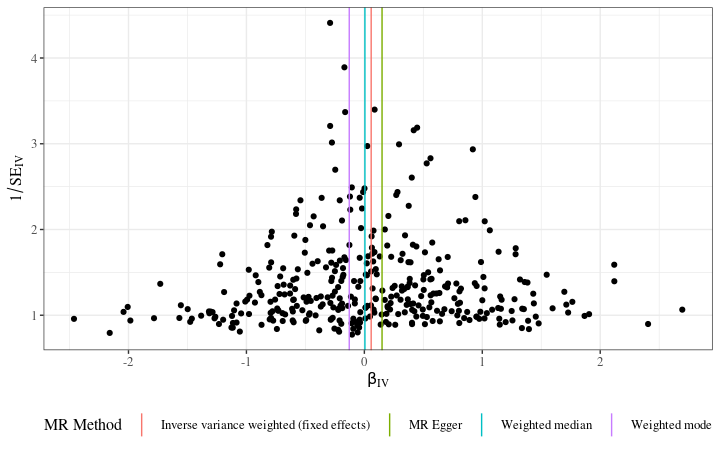 4
3
2
1
1/SE_IV
-2
-1
0
1
2
β_IV
MR Method
Inverse variance weighted (fixed effects)
MR Egger
Weighted median
Weighted mode